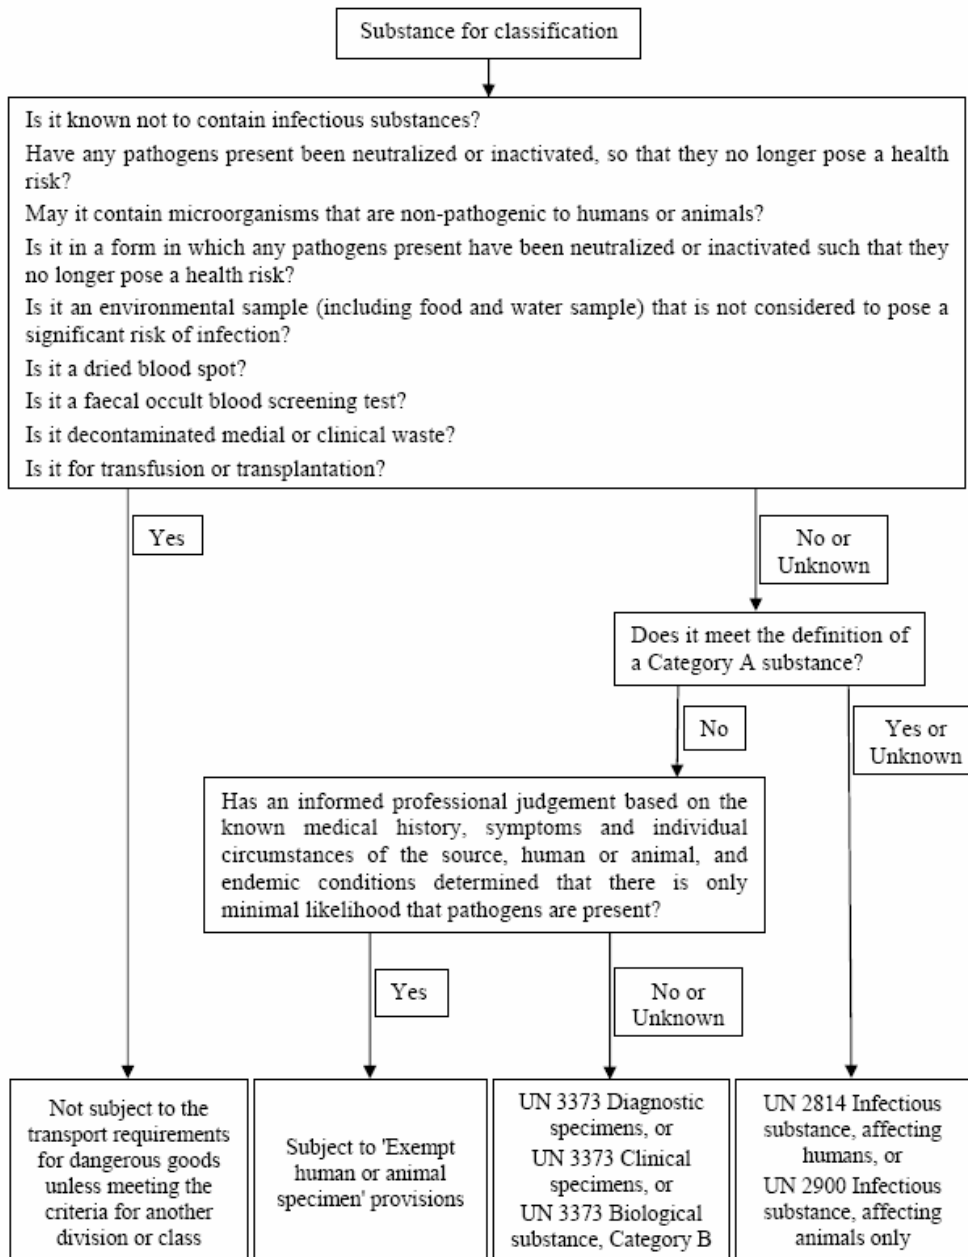 Substance for classification
Is it known not to contain infectious substances?
Have any pathogens present been neutralized or inactivated, so that they no longer pose a health
risk?
May it contain microorganisms that are non-pathogenic to humans or animals?
Is it in a form in which any pathogens present have been neutralized or inactivated such that they
no longer pose a health risk?
Is it an environmental sample (including food and water sample) that is not considered to pose a
significant risk of infection?
Is it a dried blood spot?
Is it a faecal occult blood screening test?
Is it decontaminated medial or clinical waste?
Is it for transfusion or transplantation?
Yes
No or
Unknown
Does it meet the definition of
a Category A substance?
No
Yes or
Unknown
Has an informed professional judgement based on the
known medical history, symptoms and individual
circumstances of the source, human or animal, and
endemic conditions determined that there is only
minimal likelihood that pathogens are present?
Yes
No or
Unknown
Not subject to the
transport requirements
for dangerous goods
unless meeting the
criteria for another
division or class
Subject to 'Exempt
human or animal
specimen' provisions
UN 3373 Diagnostic
specimens, or
UN 3373 Clinical
specimens, or
UN 3373 Biological
substance, Category B
UN 2814 Infectious
substance, affecting
humans, or
UN 2900 Infectious
substance, affecting
animals only